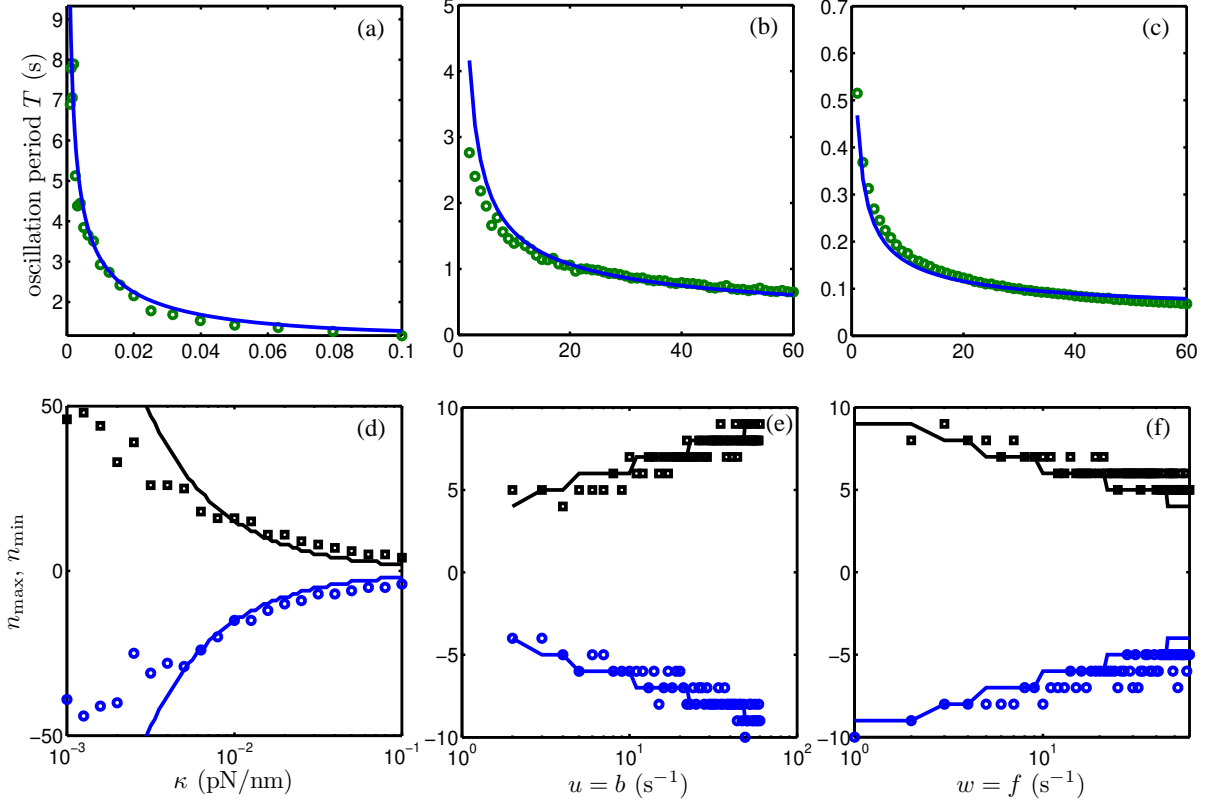 (a)
oscillation period T (s)
9
8
7
6
5
4
3
2
0 0.02 0.04 0.06 0.08 0.1
(b)
5
4
3
2
1
0
0 20 40 60
(c)
0.7
0.6
0.5
0.4
0.3
0.2
0.1
0
0 20 40 60
(d)
n_max, n_min
50
0
−50
10^−3 10^−2 10^−1
κ (pN/nm)
(e)
10
5
0
−5
−10
10^0 10^1 10^2
u = b (s^−1)
(f)
10
5
0
−5
−10
10^0 10^1
w = f (s^−1)